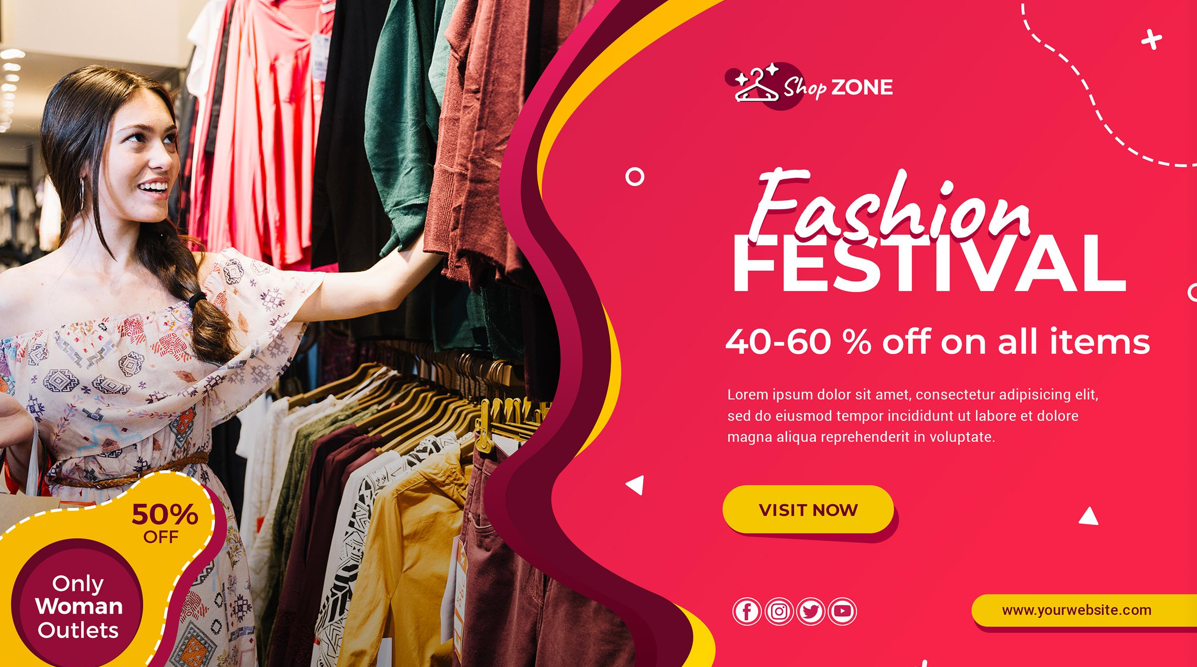 Shop ZONE
Fashion
FESTIVAL
40-60 % off on all items
Lorem ipsum dolor sit amet, consectetur adipisicing elit,
sed do eiusmod tempor incididunt ut labore et dolore
magna aliqua reprehenderit in voluptate.
VISIT NOW
www.yourwebsite.com
50%
OFF
Only
Woman
Outlets